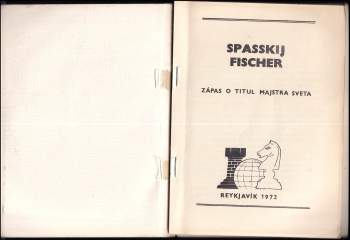 SPASSKIJ
FISCHER
ZÁPAS O TITUL MAJSTRA SVETA
REYKJAVÍK 1972